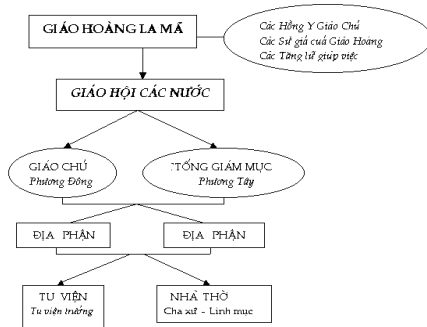 GIÁO HOÀNG LA MÃ
Các Hồng Y Giáo Chủ
Các Sứ giả cuả Giáo Hoàng
Các Tăng lữ giúp việc
GIÁO HỘI CÁC NƯỚC
GIÁO CHỦ
Phương Đông
TỔNG GIÁM MỤC
Phương Tây
ĐỊA PHẬN
ĐỊA PHẬN
TU VIỆN
Tu viện trưởng
NHÀ THỜ
Cha xứ - Linh mục